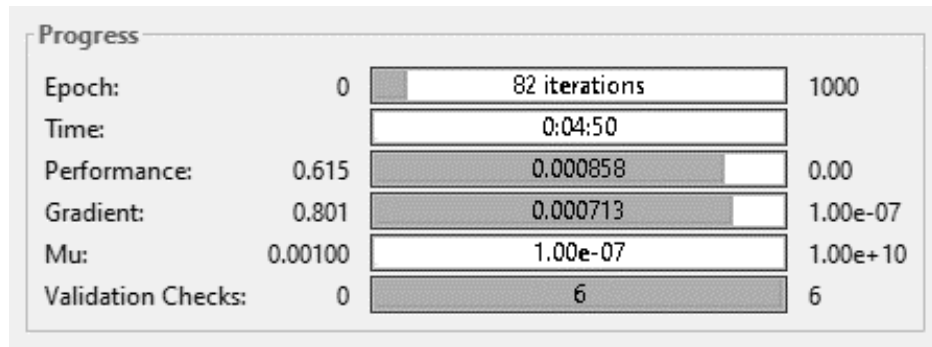 Progress
Epoch: 0 82 iterations 1000
Time: 0:04:50
Performance: 0.615 0.000858 0.00
Gradient: 0.801 0.000713 1.00e-07
Mu: 0.00100 1.00e-07 1.00e+10
Validation Checks: 0 6 6